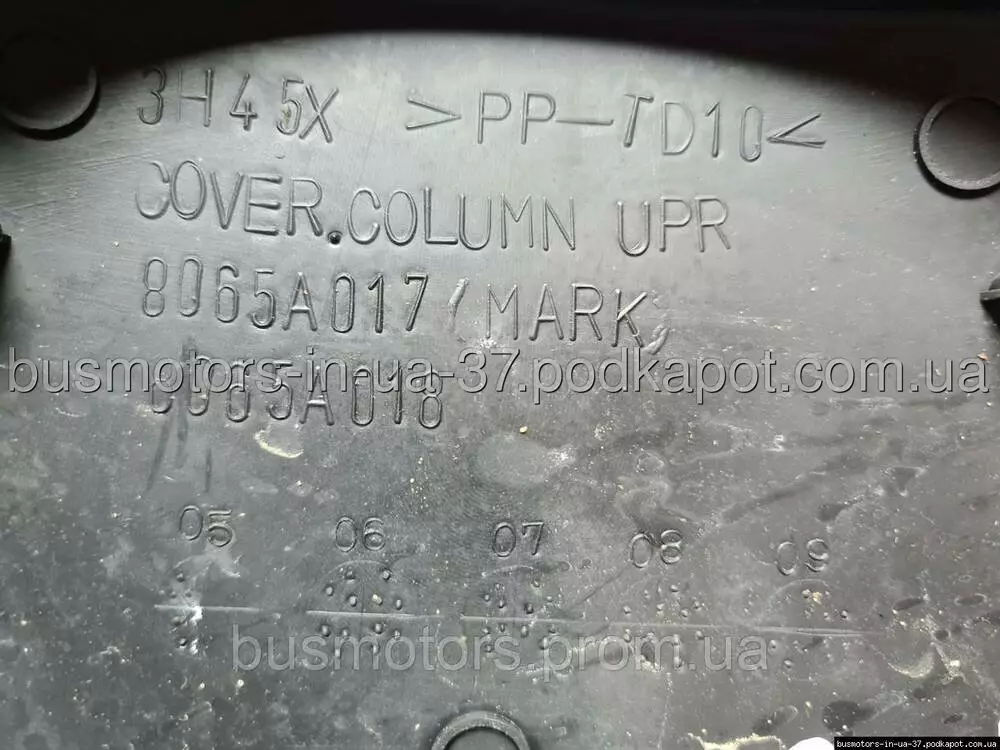 3H45X >PP-TD10<
COVER.COLUMN UPR
8065A017(MARK)
busmotors-in-ua-37.podkapot.com.ua
8065A018
05 06 07 08 09
busmotors.prom.ua
busmotors-in-ua-37.podkapot.com.ua